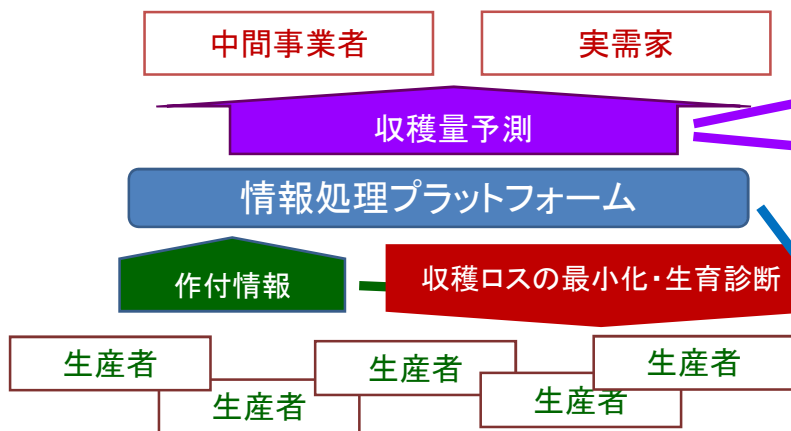 中間事業者
実需家
収穫量予測
情報処理プラットフォーム
作付情報
収穫ロスの最小化・生育診断
生産者
生産者
生産者
生産者
生産者